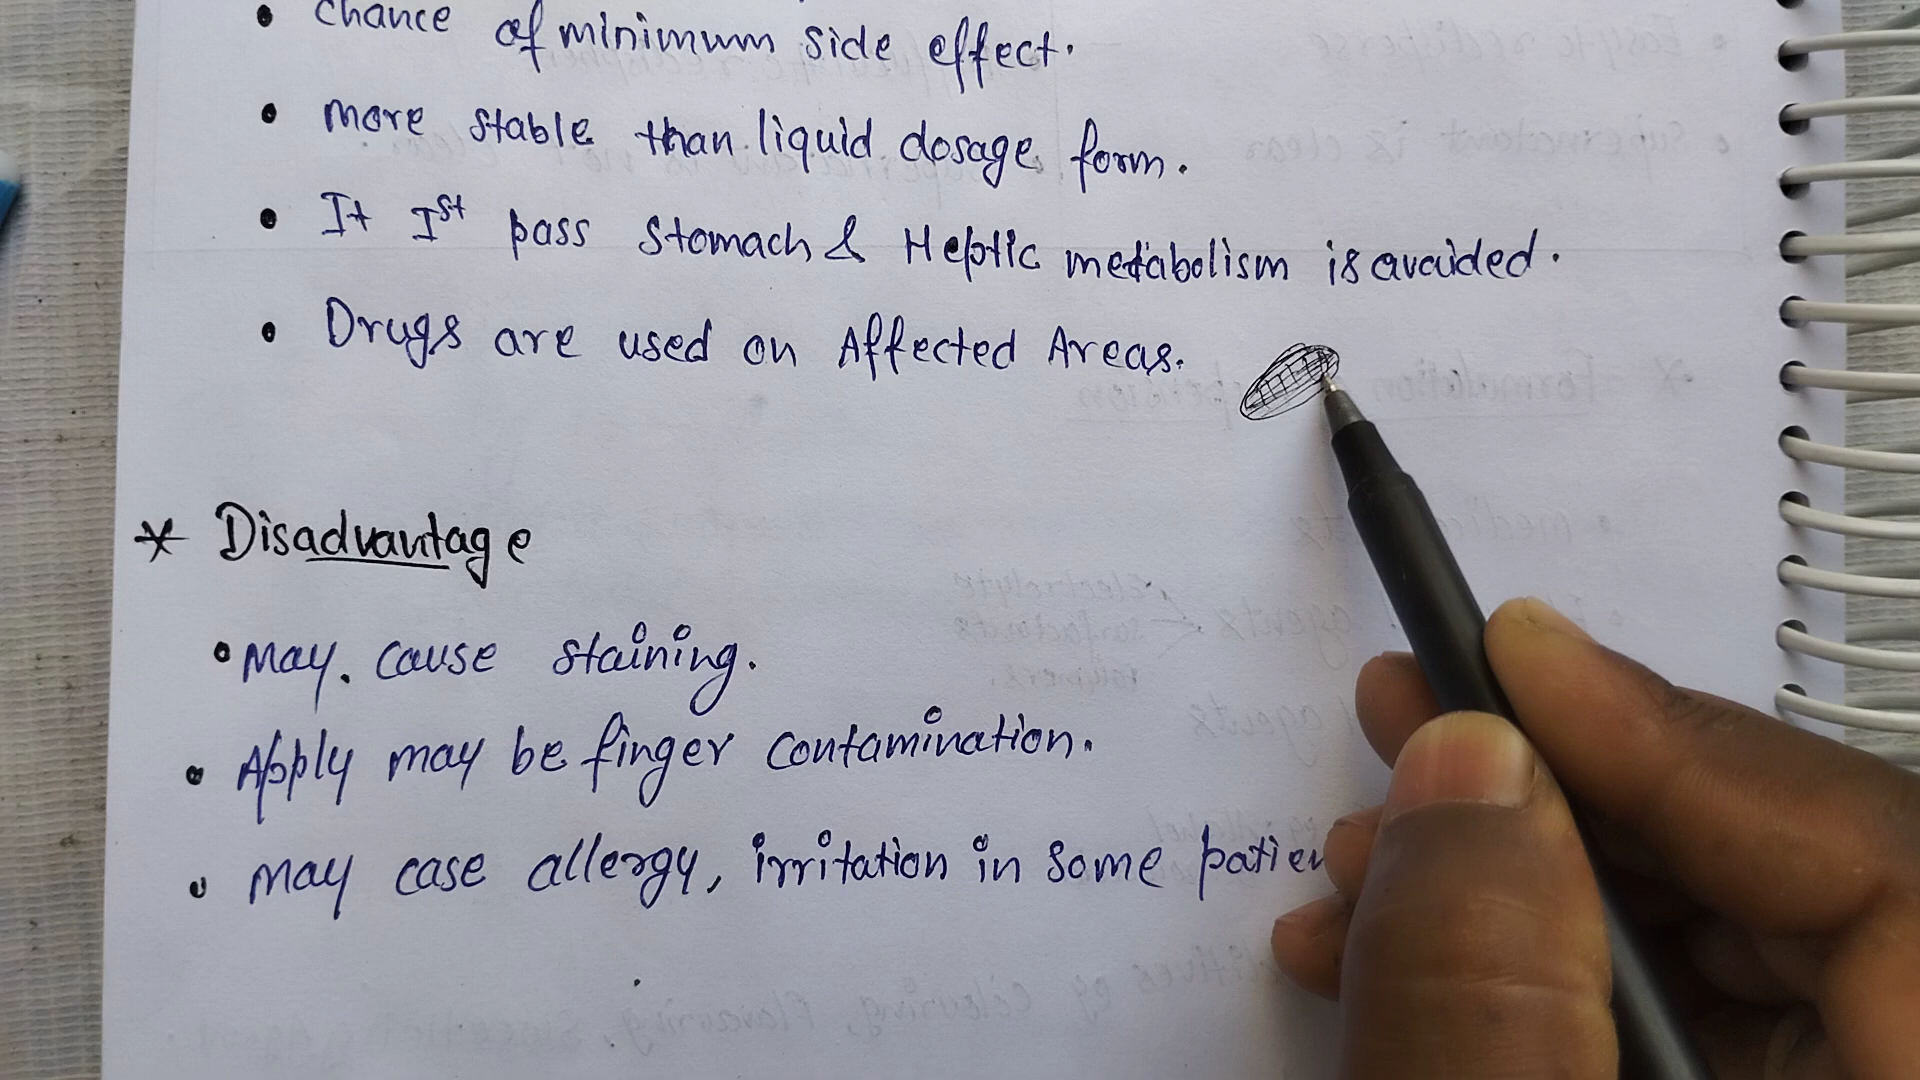 • Chance of minimum side effect.
• more stable than liquid dosage form.
• It Ist pass stomach & Heptic metabolism is avoided.
• Drugs are used on Affected Areas.
* Disadvantage
• may. cause staining.
• Apply may be finger contamination.
• may case allergy, irritation in some patien